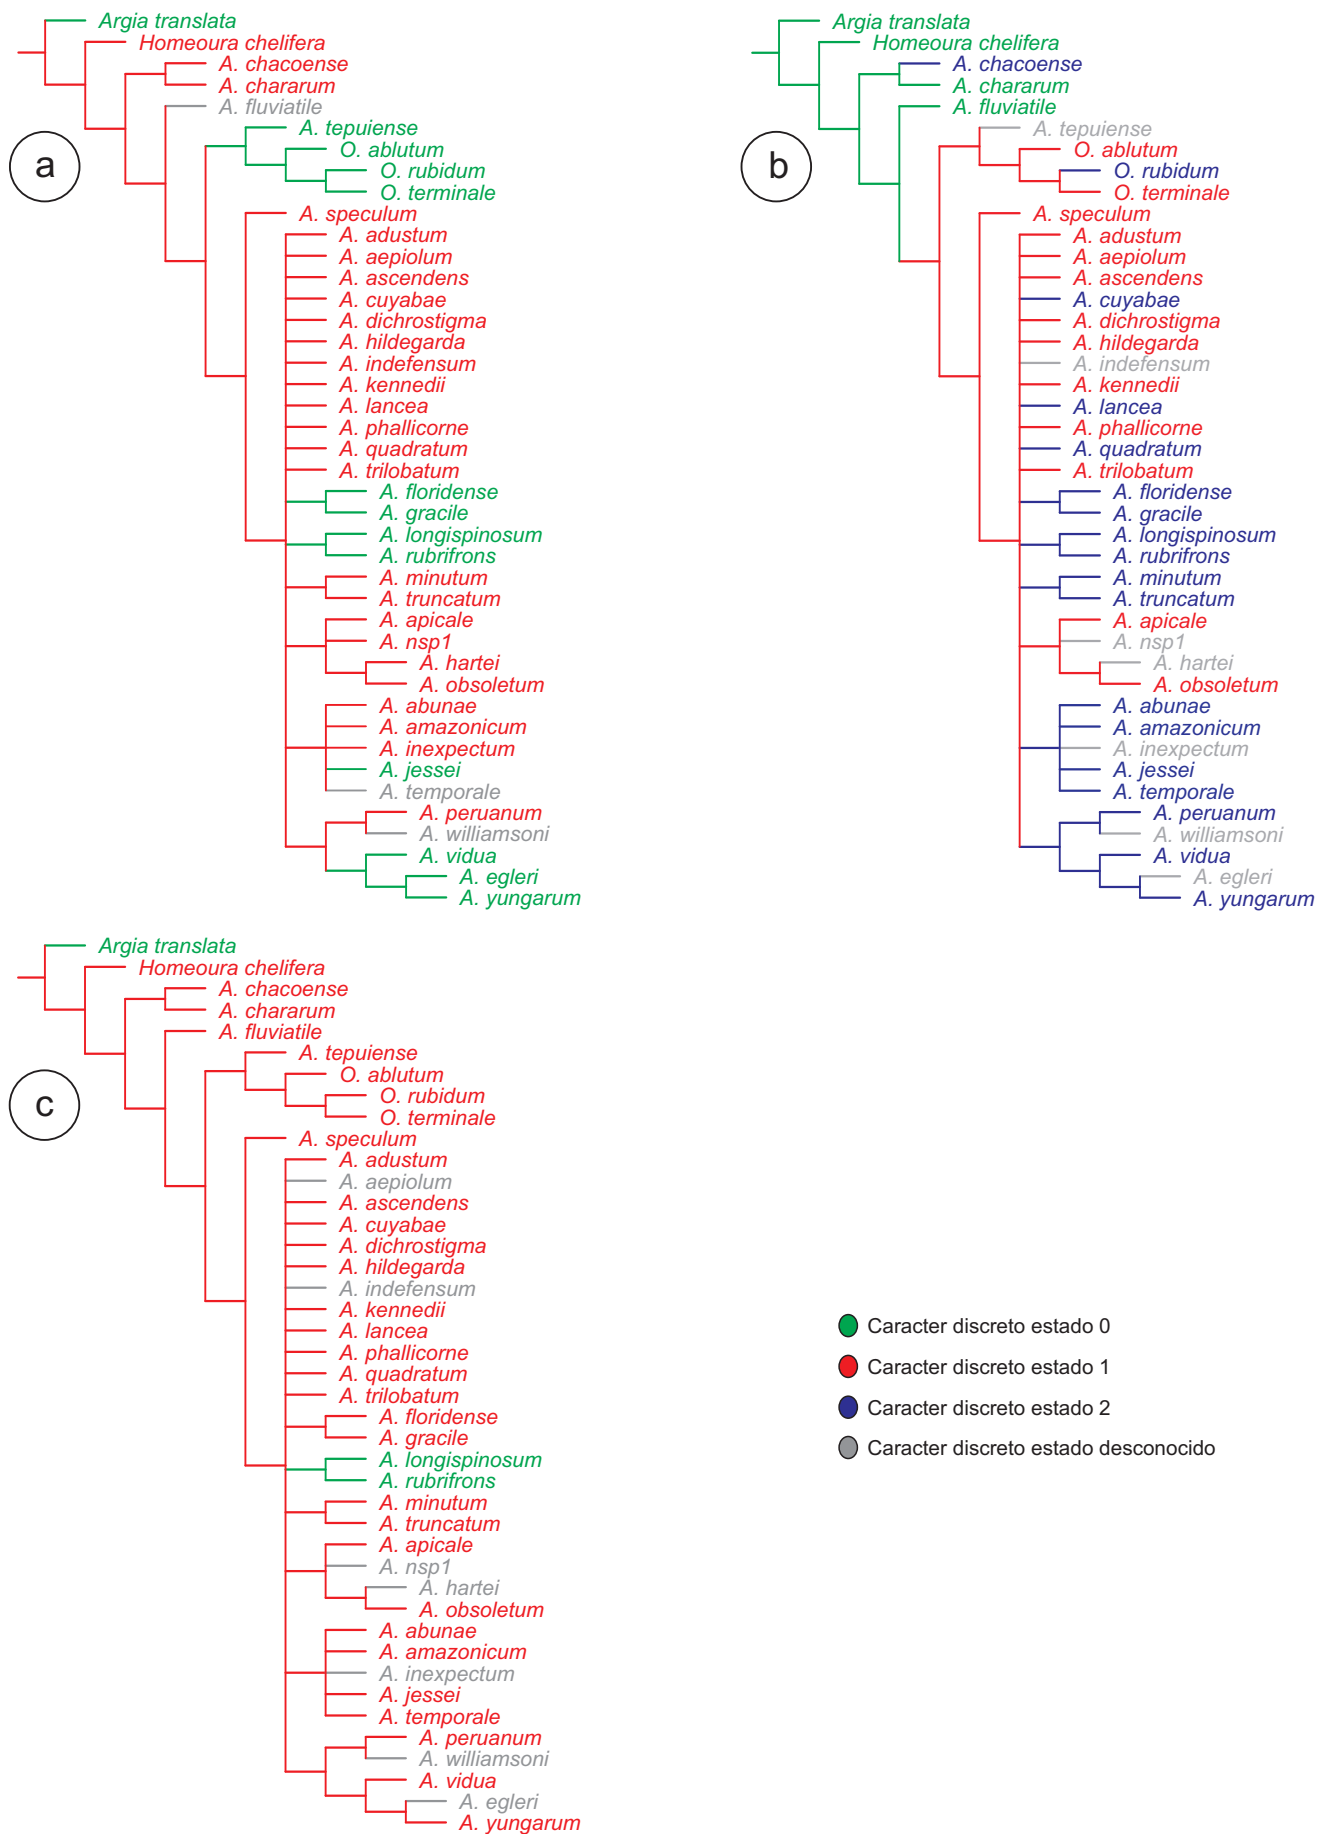 Argia translata
Homeoura chelifera
A. chacoense
A. chararum
A. fluviatile
A. tepuiense
O. ablutum
O. rubidum
O. terminale
A. speculum
A. adustum
A. aepiolum
A. ascendens
A. cuyabae
A. dichrostigma
A. hildegarda
A. indefensum
A. kennedii
A. lancea
A. phallicorne
A. quadratum
A. trilobatum
A. floridense
A. gracile
A. longispinosum
A. rubrifrons
A. minutum
A. truncatum
A. apicale
A. nsp1
A. hartei
A. obsoletum
A. abunae
A. amazonicum
A. inexpectum
A. jessei
A. temporale
A. peruanum
A. williamsoni
A. vidua
A. egleri
A. yungarum
a
Argia translata
Homeoura chelifera
A. chacoense
A. chararum
A. fluviatile
A. tepuiense
O. ablutum
O. rubidum
O. terminale
A. speculum
A. adustum
A. aepiolum
A. ascendens
A. cuyabae
A. dichrostigma
A. hildegarda
A. indefensum
A. kennedii
A. lancea
A. phallicorne
A. quadratum
A. trilobatum
A. floridense
A. gracile
A. longispinosum
A. rubrifrons
A. minutum
A. truncatum
A. apicale
A. nsp1
A. hartei
A. obsoletum
A. abunae
A. amazonicum
A. inexpectum
A. jessei
A. temporale
A. peruanum
A. williamsoni
A. vidua
A. egleri
A. yungarum
b
Argia translata
Homeoura chelifera
A. chacoense
A. chararum
A. fluviatile
A. tepuiense
O. ablutum
O. rubidum
O. terminale
A. speculum
A. adustum
A. aepiolum
A. ascendens
A. cuyabae
A. dichrostigma
A. hildegarda
A. indefensum
A. kennedii
A. lancea
A. phallicorne
A. quadratum
A. trilobatum
A. floridense
A. gracile
A. longispinosum
A. rubrifrons
A. minutum
A. truncatum
A. apicale
A. nsp1
A. hartei
A. obsoletum
A. abunae
A. amazonicum
A. inexpectum
A. jessei
A. temporale
A. peruanum
A. williamsoni
A. vidua
A. egleri
A. yungarum
c
Caracter discreto estado 0
Caracter discreto estado 1
Caracter discreto estado 2
Caracter discreto estado desconocido